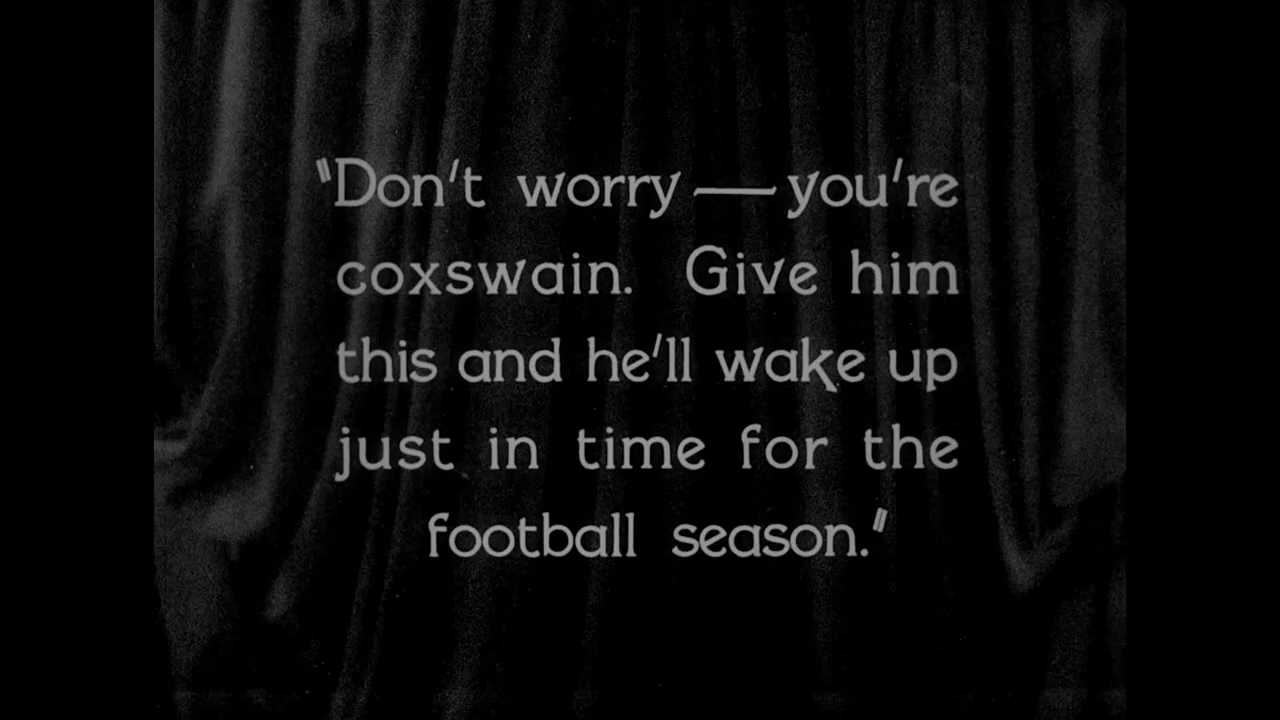 "Don't worry — you're
coxswain. Give him
this and he'll wake up
just in time for the
football season."